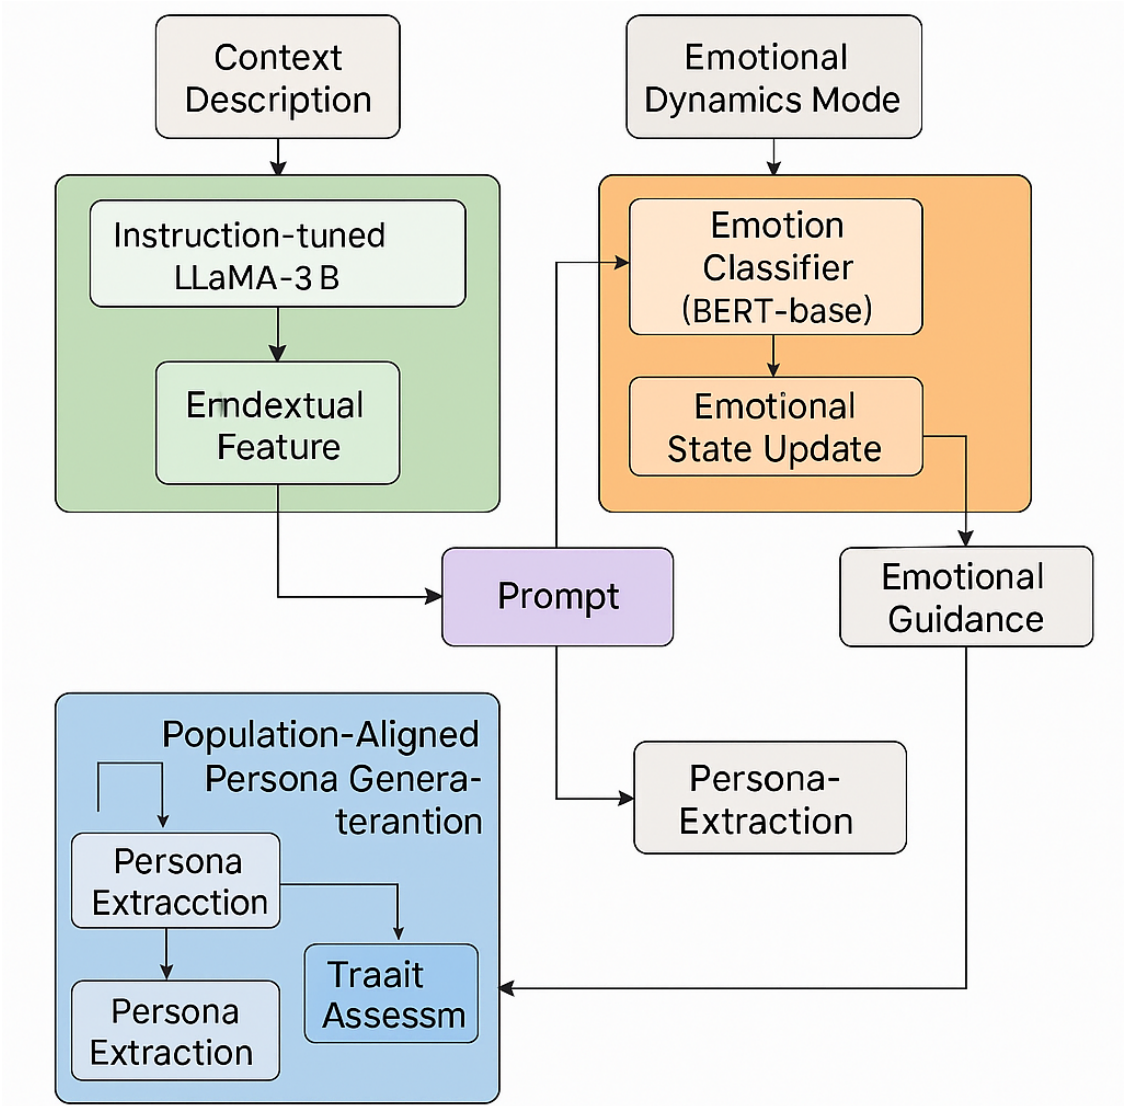 Context
Description
Emotional
Dynamics Mode
Instruction-tuned
LLaMA-3 B
Emotion
Classifier
(BERT-base)
Feature
Emotional
State Update
Prompt
Emotional
Guidance
Population-Aligned
Persona Genera-
terantion
Persona-
Extraction
Persona
Extracction
Traait
Assessm
Persona
Extraction